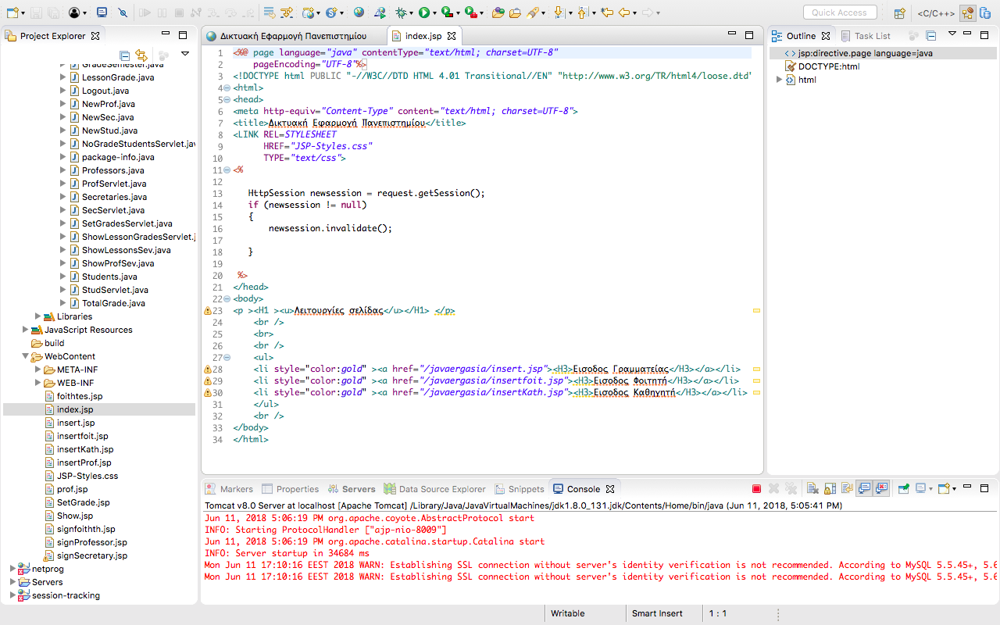 Quick Access
<C/C++>
Project Explorer
GradeSemester.java
LessonGrade.java
Logout.java
NewProf.java
NewSec.java
NewStud.java
NoGradeStudentsServlet.jav
package-info.java
Professors.java
ProfServlet.java
Secretaries.java
SecServlet.java
SetGradesServlet.java
ShowLessonGradesServlet.j
ShowLessonsSev.java
ShowProfSev.java
Students.java
StudServlet.java
TotalGrade.java
Libraries
JavaScript Resources
build
WebContent
META-INF
WEB-INF
foithtes.jsp
index.jsp
insert.jsp
insertfoit.jsp
insertKath.jsp
insertProf.jsp
JSP-Styles.css
prof.jsp
SetGrade.jsp
Show.jsp
signfoithth.jsp
signProfessor.jsp
signSecretary.jsp
netprog
Servers
session-tracking
Δικτυακή Εφαρμογή Πανεπιστημίου
index.jsp
1 <%@ page language="java" contentType="text/html; charset=UTF-8"
2 pageEncoding="UTF-8"%>
3 <!DOCTYPE html PUBLIC "-//W3C//DTD HTML 4.01 Transitional//EN" "http://www.w3.org/TR/html4/loose.dtd"
4 <html>
5 <head>
6 <meta http-equiv="Content-Type" content="text/html; charset=UTF-8">
7 <title>Δικτυακή Εφαρμογή Πανεπιστημίου</title>
8 <LINK REL=STYLESHEET
9 HREF="JSP-Styles.css"
10 TYPE="text/css">
11 <%
12
13 HttpSession newsession = request.getSession();
14 if (newsession != null)
15 {
16 newsession.invalidate();
17
18 }
19
20 %>
21 </head>
22 <body>
23 <p ><H1 ><u>Λειτουργίες σελίδας</u></H1> </p>
24 <br />
25 <br>
26 <br />
27 <ul>
28 <li style="color:gold" ><a href="/javaergasia/insert.jsp"><H3>Εισοδος Γραμματείας</H3></a></li>
29 <li style="color:gold" ><a href="/javaergasia/insertfoit.jsp"><H3>Εισοδος Φοιτητή</H3></a></li>
30 <li style="color:gold" ><a href="/javaergasia/insertKath.jsp"><H3>Εισοδος Καθηγητή</H3></a></li>
31 </ul>
32 <br />
33 </body>
34 </html>
Outline
Task List
jsp:directive.page language=java
DOCTYPE:html
html
Markers
Properties
Servers
Data Source Explorer
Snippets
Console
Tomcat v8.0 Server at localhost [Apache Tomcat] /Library/Java/JavaVirtualMachines/jdk1.8.0_131.jdk/Contents/Home/bin/java (Jun 11, 2018, 5:05:41 PM)
Jun 11, 2018 5:06:19 PM org.apache.coyote.AbstractProtocol start
INFO: Starting ProtocolHandler ["ajp-nio-8009"]
Jun 11, 2018 5:06:19 PM org.apache.catalina.startup.Catalina start
INFO: Server startup in 34684 ms
Mon Jun 11 17:10:16 EEST 2018 WARN: Establishing SSL connection without server's identity verification is not recommended. According to MySQL 5.5.45+, 5.6
Mon Jun 11 17:10:16 EEST 2018 WARN: Establishing SSL connection without server's identity verification is not recommended. According to MySQL 5.5.45+, 5.6
Writable
Smart Insert
1 : 1